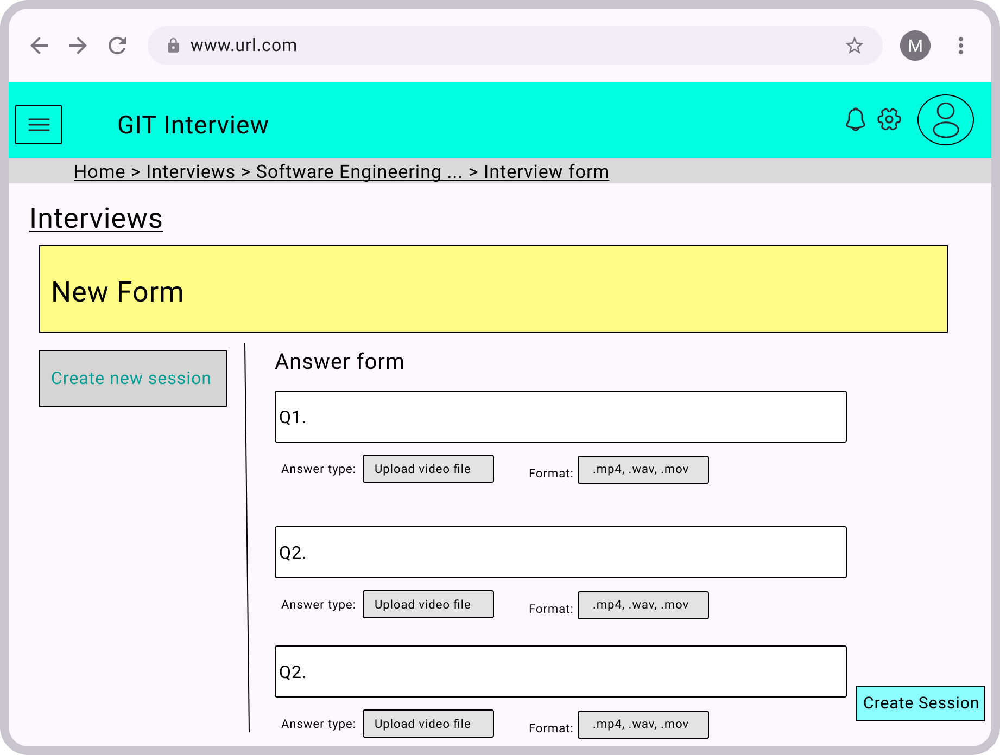 www.url.com
M
GIT Interview
Home > Interviews > Software Engineering ... > Interview form
Interviews
New Form
Create new session
Answer form
Q1.
Answer type: Upload video file Format: .mp4, .wav, .mov
Q2.
Answer type: Upload video file Format: .mp4, .wav, .mov
Q2.
Create Session
Answer type: Upload video file Format: .mp4, .wav, .mov